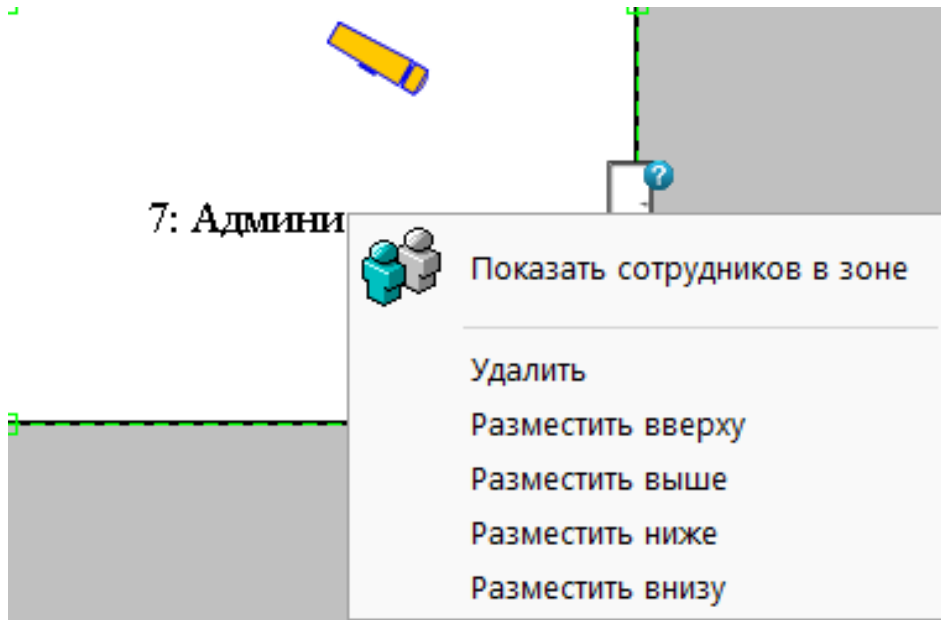 7: Админи
?
Показать сотрудников в зоне
Удалить
Разместить вверху
Разместить выше
Разместить ниже
Разместить внизу